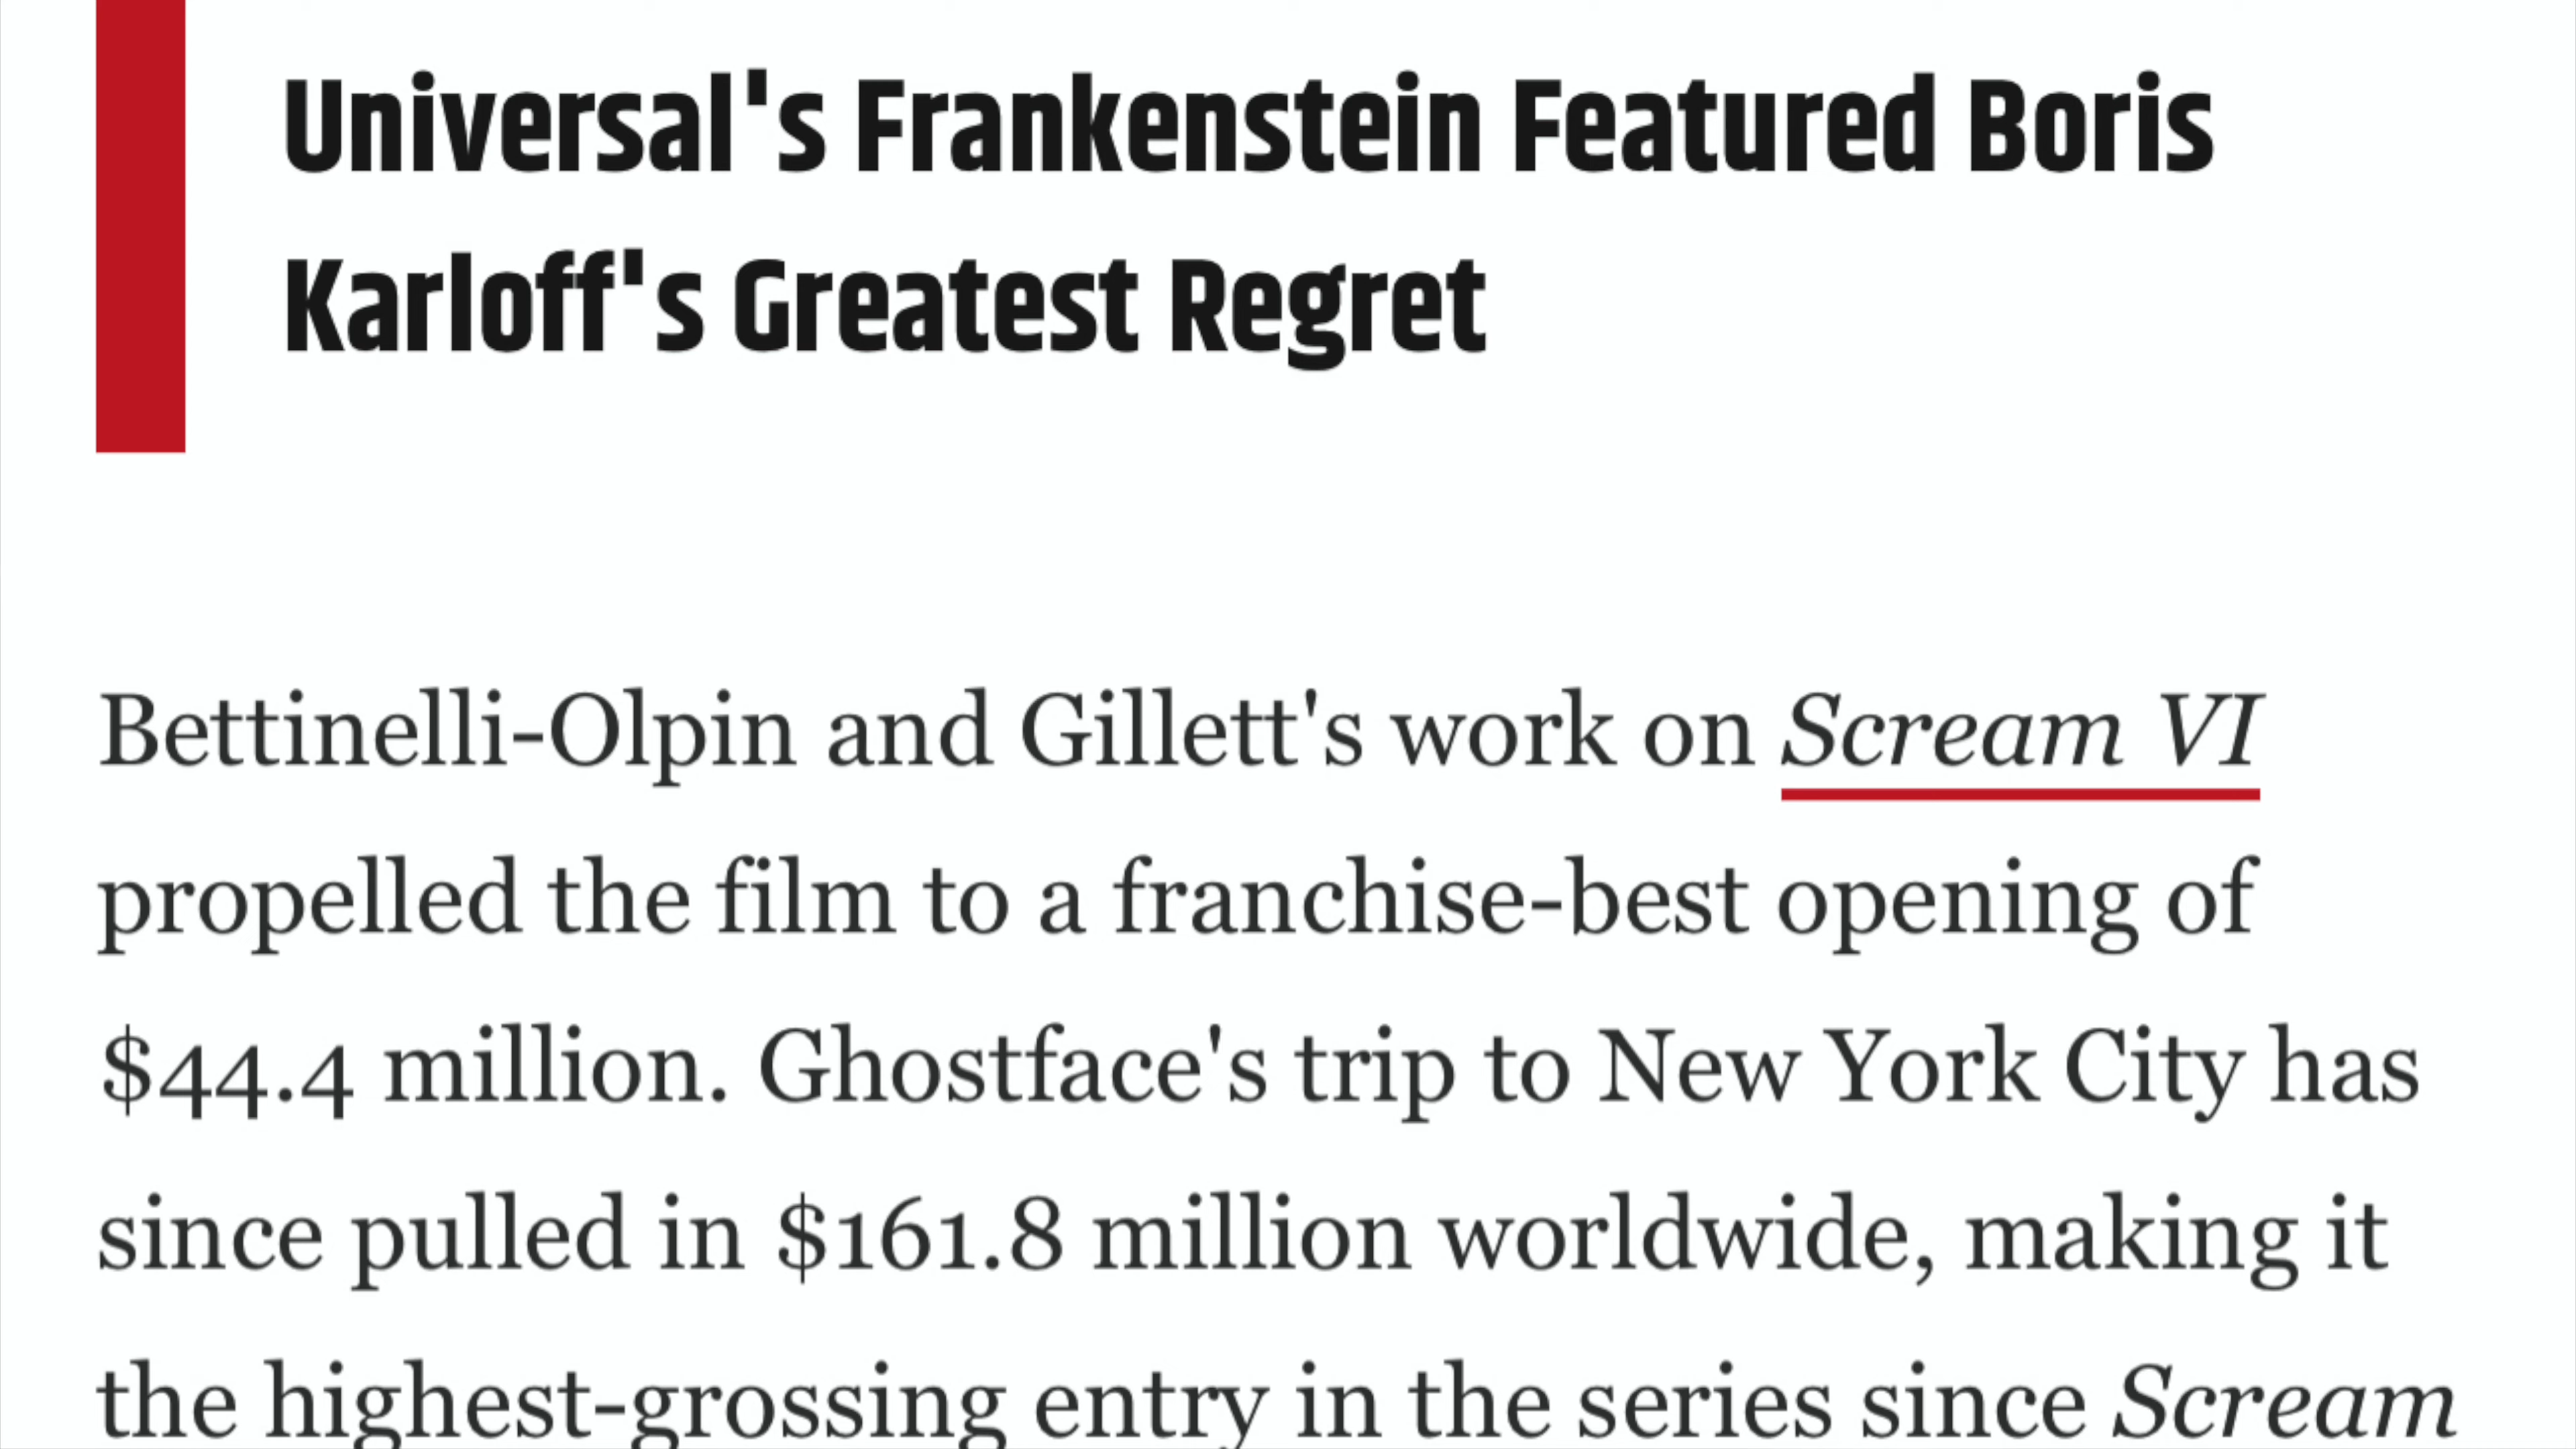 Universal's Frankenstein Featured Boris
Karloff's Greatest Regret
Bettinelli-Olpin and Gillett's work on Scream VI
propelled the film to a franchise-best opening of
$44.4 million. Ghostface's trip to New York City has
since pulled in $161.8 million worldwide, making it
the highest-grossing entry in the series since Scream